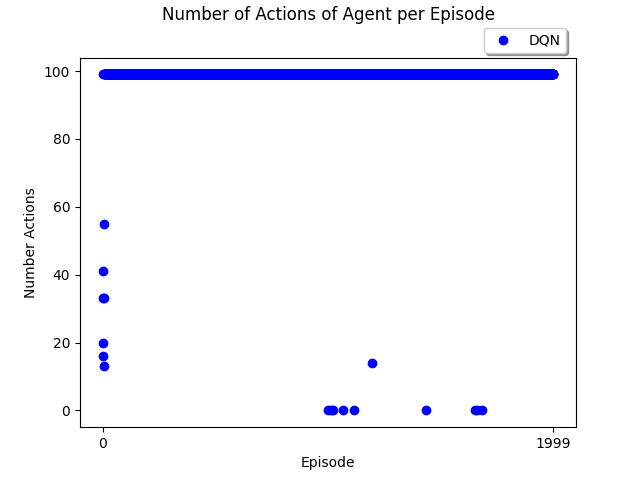 Number of Actions of Agent per Episode
DQN
100
80
60
40
20
0
Number Actions
0
1999
Episode